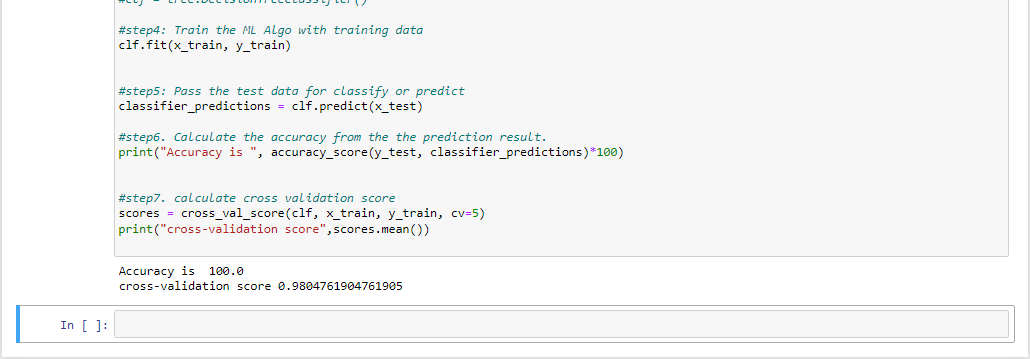 #clf = tree.DecisionTreeClassifier()
#step4: Train the ML Algo with training data
clf.fit(x_train, y_train)
#step5: Pass the test data for classify or predict
classifier_predictions = clf.predict(x_test)
#step6. Calculate the accuracy from the the prediction result.
print("Accuracy is ", accuracy_score(y_test, classifier_predictions)*100)
#step7. calculate cross validation score
scores = cross_val_score(clf, x_train, y_train, cv=5)
print("cross-validation score",scores.mean())
Accuracy is  100.0
cross-validation score 0.9804761904761905
In [ ]: